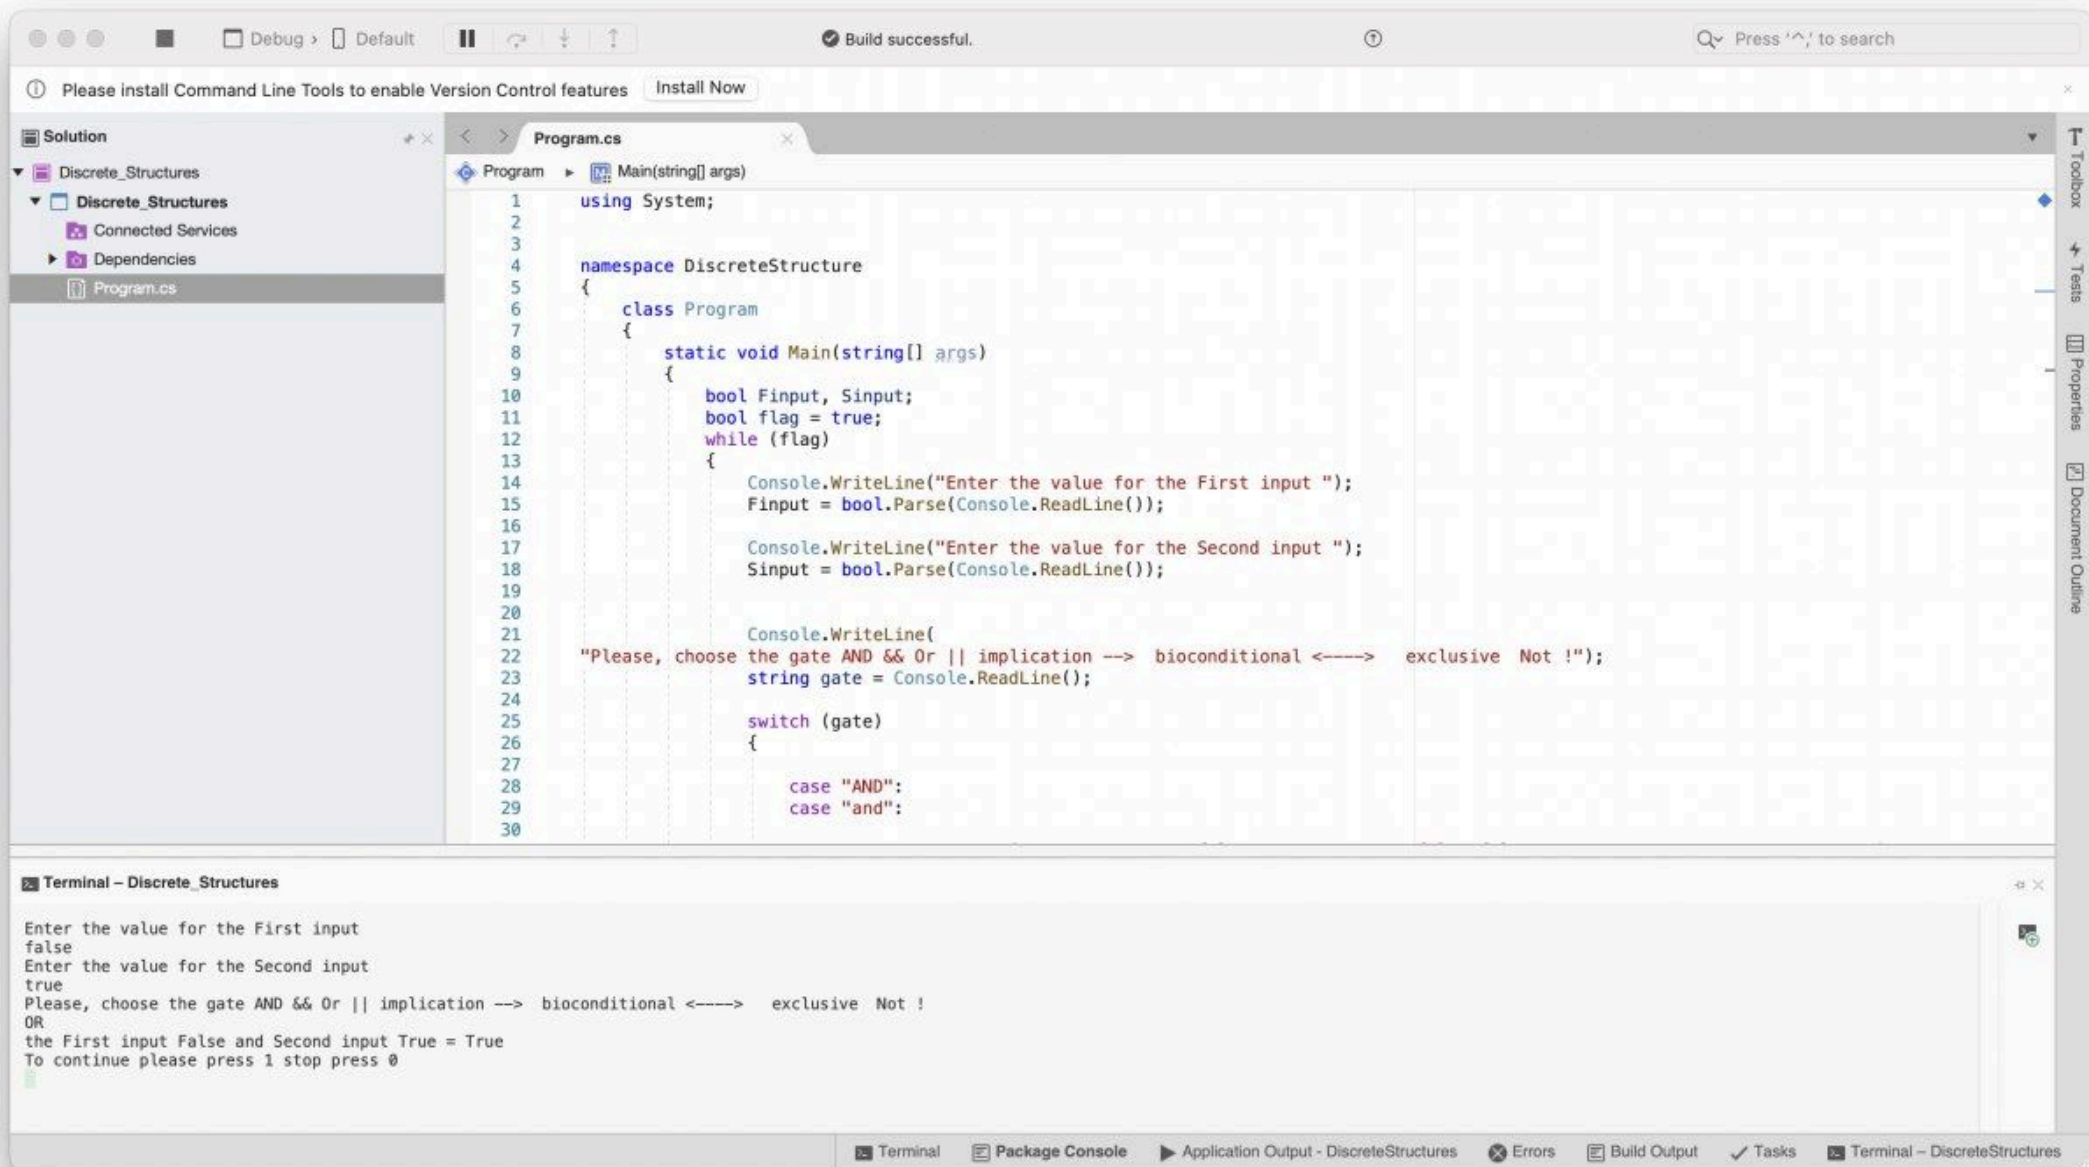 Debug › Default
Build successful.
Press '^,' to search
Please install Command Line Tools to enable Version Control features Install Now
Solution
Discrete_Structures
Discrete_Structures
Connected Services
Dependencies
Program.cs
Program.cs
Program ▸ Main(string[] args)
1 using System;
2
3
4 namespace DiscreteStructure
5 {
6 class Program
7 {
8 static void Main(string[] args)
9 {
10 bool Finput, Sinput;
11 bool flag = true;
12 while (flag)
13 {
14 Console.WriteLine("Enter the value for the First input ");
15 Finput = bool.Parse(Console.ReadLine());
16
17 Console.WriteLine("Enter the value for the Second input ");
18 Sinput = bool.Parse(Console.ReadLine());
19
20
21 Console.WriteLine(
22 "Please, choose the gate AND && Or || implication -->  bioconditional <---->   exclusive  Not !");
23 string gate = Console.ReadLine();
24
25 switch (gate)
26 {
27
28 case "AND":
29 case "and":
30
Toolbox
Tests
Properties
Document Outline
Terminal – Discrete_Structures
Enter the value for the First input
false
Enter the value for the Second input
true
Please, choose the gate AND && Or || implication -->  bioconditional <---->   exclusive  Not !
OR
the First input False and Second input True = True
To continue please press 1 stop press 0
Terminal Package Console Application Output - DiscreteStructures Errors Build Output Tasks Terminal – DiscreteStructures